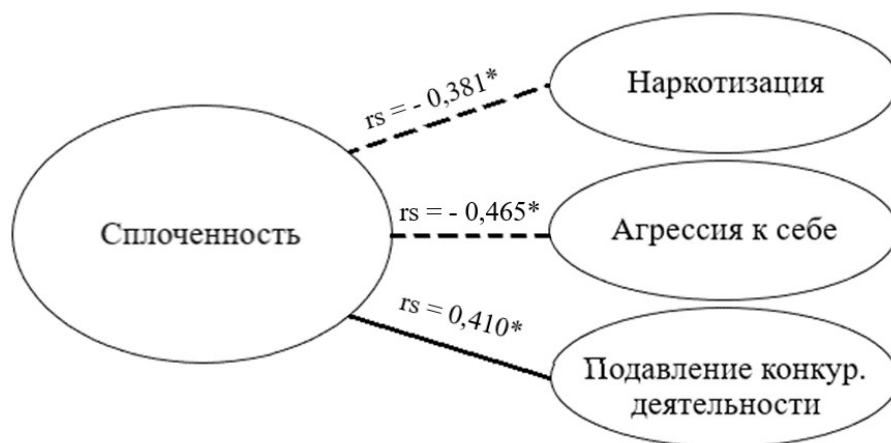 rs = - 0,381*
Наркотизация
Сплоченность
rs = - 0,465*
Агрессия к себе
rs = 0,410*
Подавление конкур.
деятельности